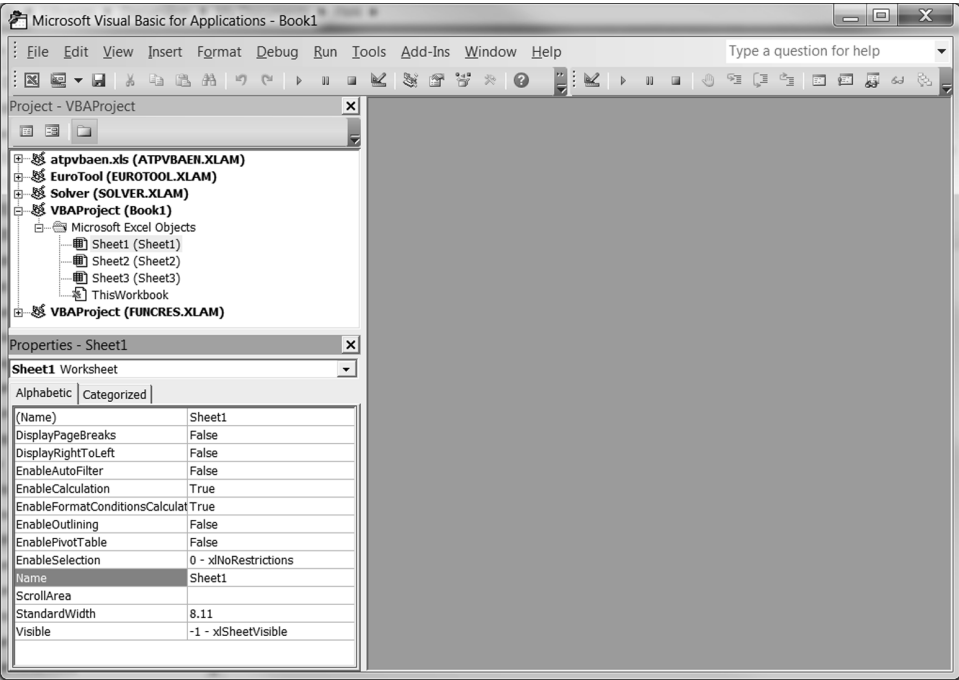 Microsoft Visual Basic for Applications - Book1
File Edit View Insert Format Debug Run Tools Add-Ins Window Help Type a question for help
Project - VBAProject
atpvbaen.xls (ATPVBAEN.XLAM)
EuroTool (EUROTOOL.XLAM)
Solver (SOLVER.XLAM)
VBAProject (Book1)
Microsoft Excel Objects
Sheet1 (Sheet1)
Sheet2 (Sheet2)
Sheet3 (Sheet3)
ThisWorkbook
VBAProject (FUNCRES.XLAM)
Properties - Sheet1
Sheet1 Worksheet
Alphabetic Categorized
(Name) Sheet1
DisplayPageBreaks False
DisplayRightToLeft False
EnableAutoFilter False
EnableCalculation True
EnableFormatConditionsCalculat True
EnableOutlining False
EnablePivotTable False
EnableSelection 0 - xlNoRestrictions
Name Sheet1
ScrollArea
StandardWidth 8.11
Visible -1 - xlSheetVisible